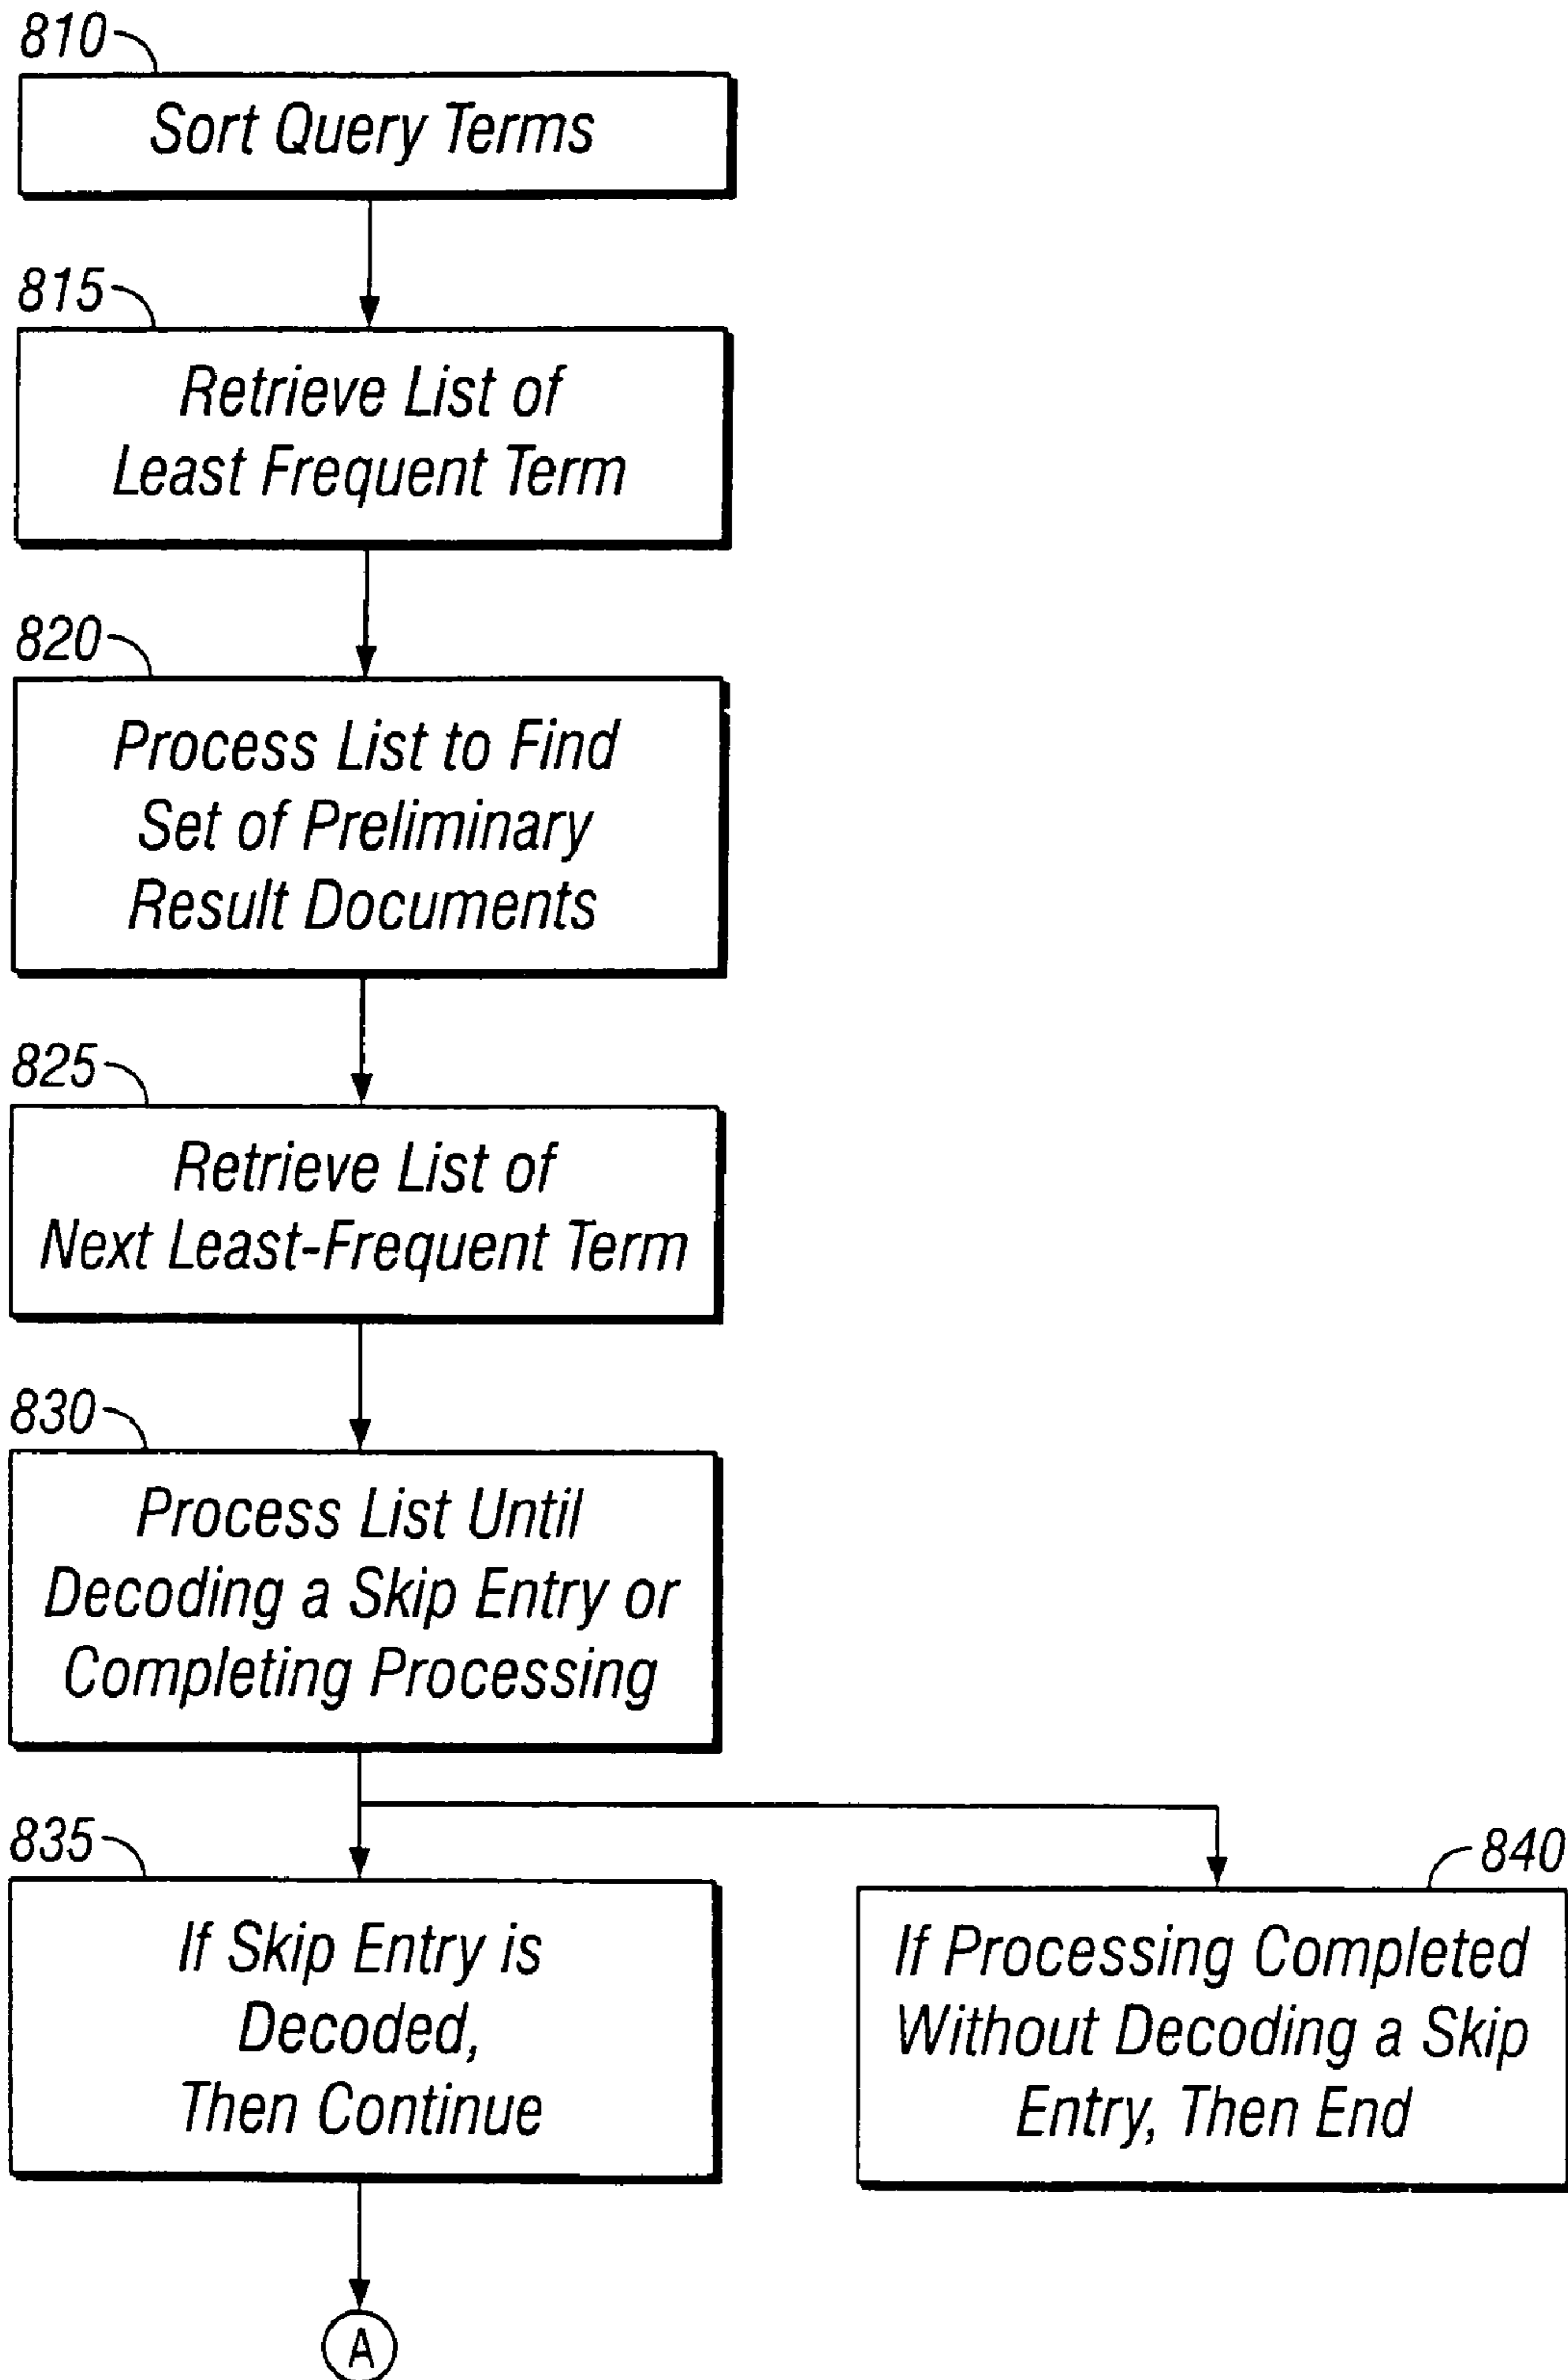 810
Sort Query Terms
815
Retrieve List of
Least Frequent Term
820
Process List to Find
Set of Preliminary
Result Documents
825
Retrieve List of
Next Least-Frequent Term
830
Process List Until
Decoding a Skip Entry or
Completing Processing
835
If Skip Entry is
Decoded,
Then Continue
840
If Processing Completed
Without Decoding a Skip
Entry, Then End
A